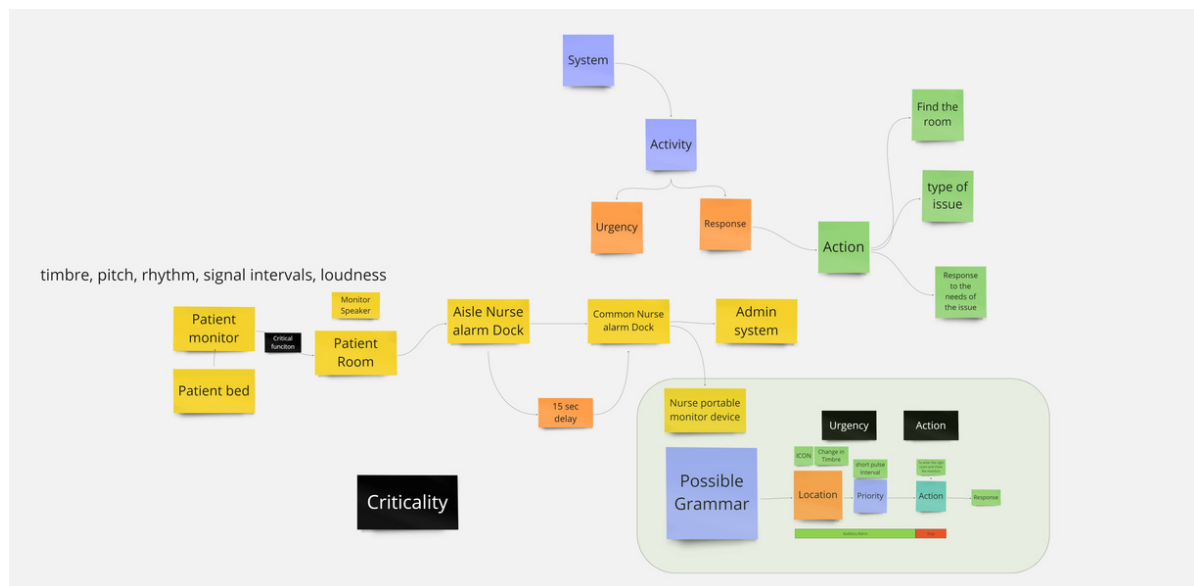 System
Activity
Urgency
Response
Action
Find the
room
type of
issue
Response
to the
needs of
the issue
timbre, pitch, rhythm, signal intervals, loudness
Patient
monitor
Patient bed
Critical
funciton
Monitor
Speaker
Patient
Room
Aisle Nurse
alarm Dock
15 sec
delay
Common Nurse
alarm Dock
Admin
system
Criticality
Nurse portable
monitor device
Urgency
Action
Possible
Grammar
ICON
Change in
Timbre
short pulse
interval
Location
Priority
Action
Response